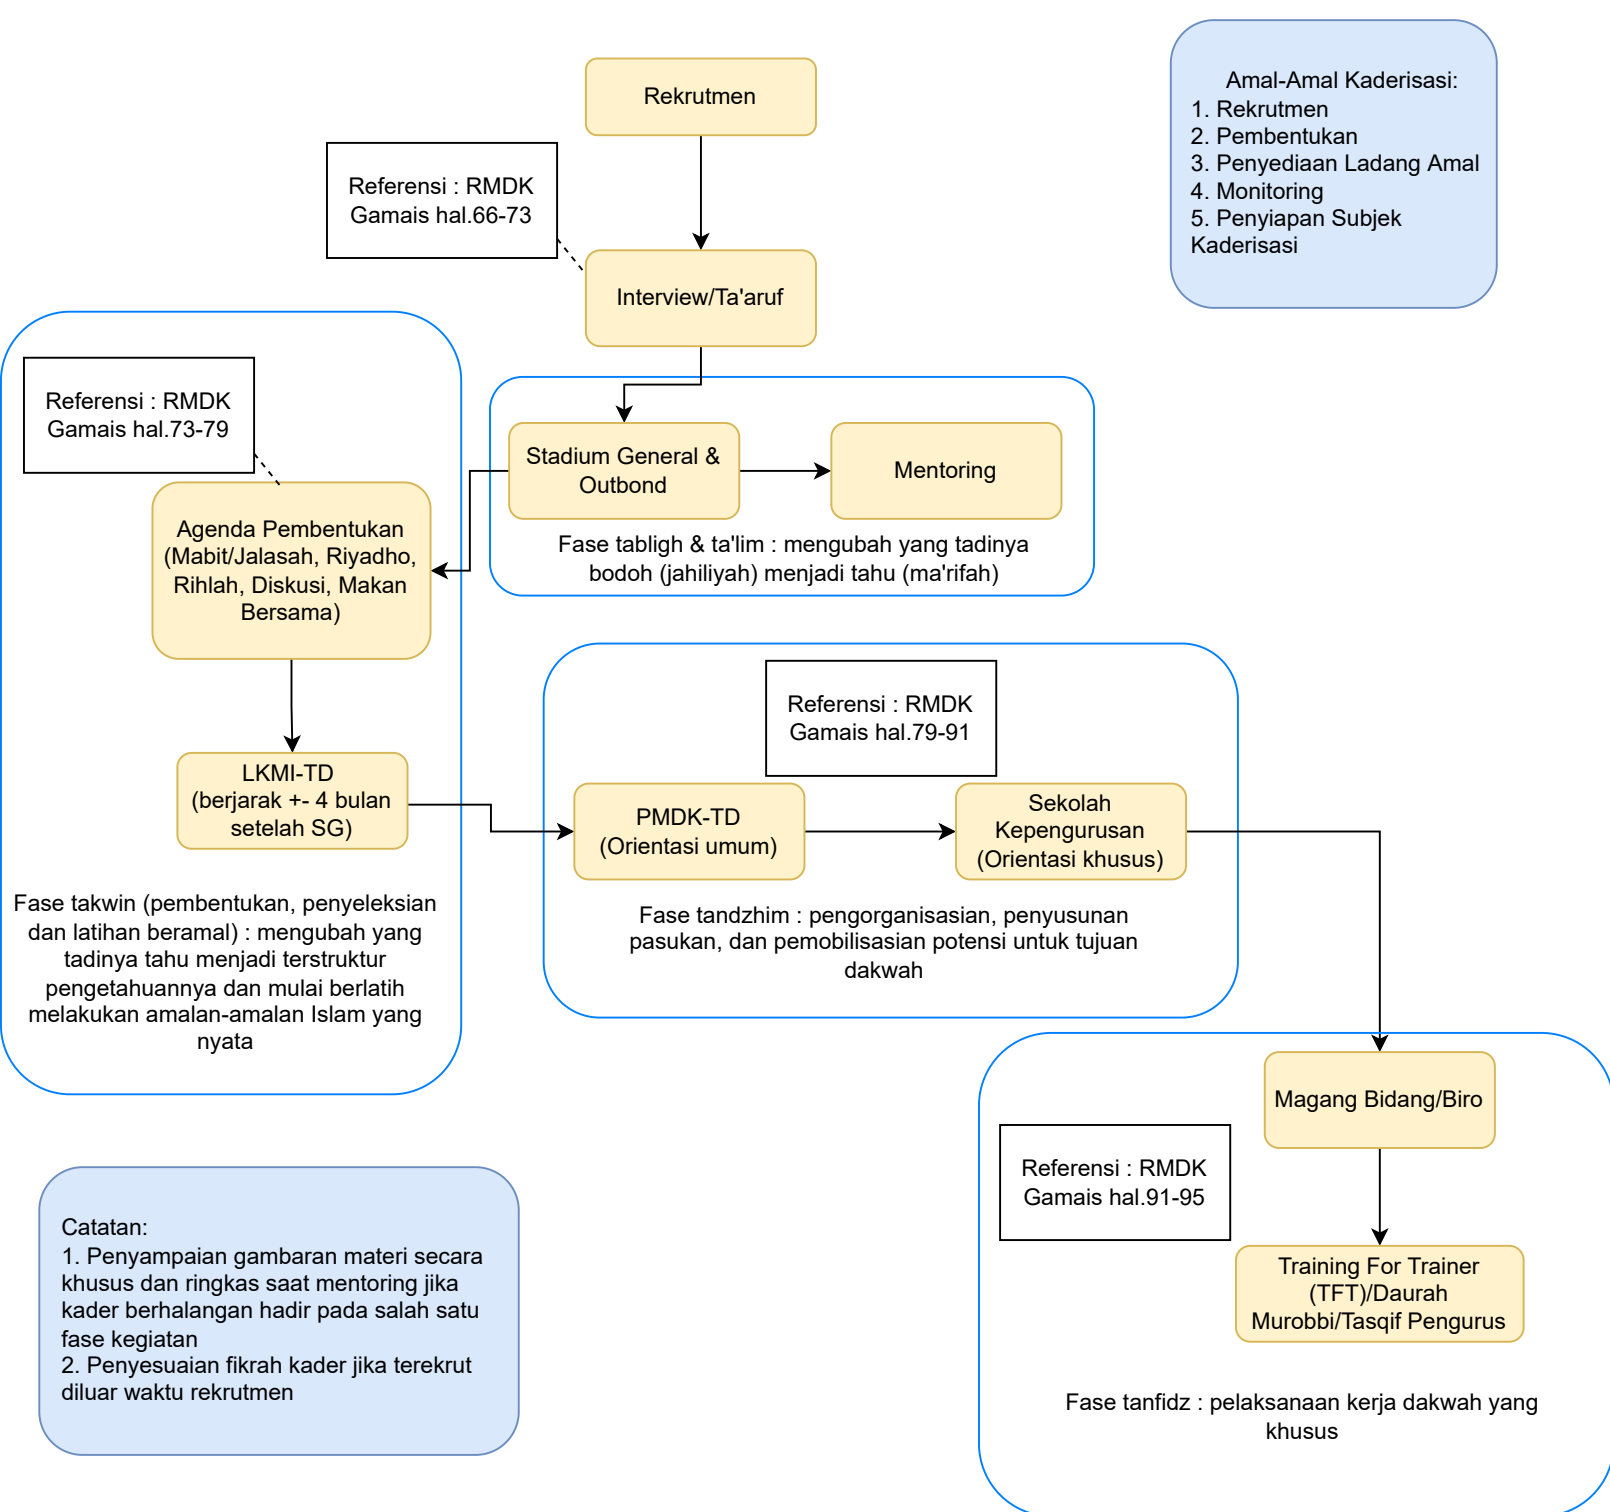 Rekrutmen
Amal-Amal Kaderisasi:
1. Rekrutmen
2. Pembentukan
3. Penyediaan Ladang Amal
4. Monitoring
5. Penyiapan Subjek
Kaderisasi
Referensi : RMDK
Gamais hal.66-73
Interview/Ta'aruf
Referensi : RMDK
Gamais hal.73-79
Stadium General &
Outbond
Mentoring
Fase tabligh & ta'lim : mengubah yang tadinya
bodoh (jahiliyah) menjadi tahu (ma'rifah)
Agenda Pembentukan
(Mabit/Jalasah, Riyadho,
Rihlah, Diskusi, Makan
Bersama)
LKMI-TD
(berjarak +- 4 bulan
setelah SG)
Fase takwin (pembentukan, penyeleksian
dan latihan beramal) : mengubah yang
tadinya tahu menjadi terstruktur
pengetahuannya dan mulai berlatih
melakukan amalan-amalan Islam yang
nyata
Referensi : RMDK
Gamais hal.79-91
PMDK-TD
(Orientasi umum)
Sekolah
Kepengurusan
(Orientasi khusus)
Fase tandzhim : pengorganisasian, penyusunan
pasukan, dan pemobilisasian potensi untuk tujuan
dakwah
Magang Bidang/Biro
Referensi : RMDK
Gamais hal.91-95
Training For Trainer
(TFT)/Daurah
Murobbi/Tasqif Pengurus
Fase tanfidz : pelaksanaan kerja dakwah yang
khusus
Catatan:
1. Penyampaian gambaran materi secara
khusus dan ringkas saat mentoring jika
kader berhalangan hadir pada salah satu
fase kegiatan
2. Penyesuaian fikrah kader jika terekrut
diluar waktu rekrutmen